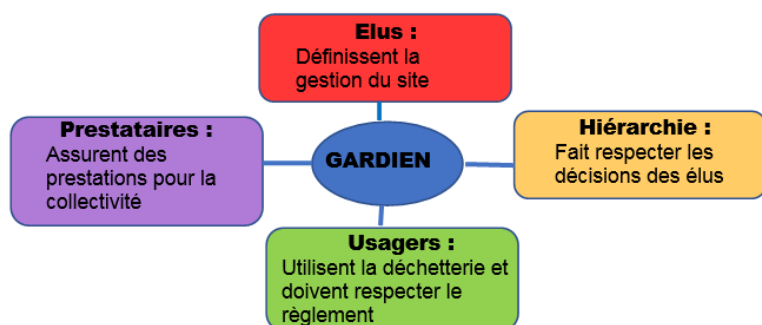 Elus :
Définissent la
gestion du site
Prestataires :
Assurent des
prestations pour la
collectivité
GARDIEN
Hiérarchie :
Fait respecter les
décisions des élus
Usagers :
Utilisent la déchetterie et
doivent respecter le
règlement